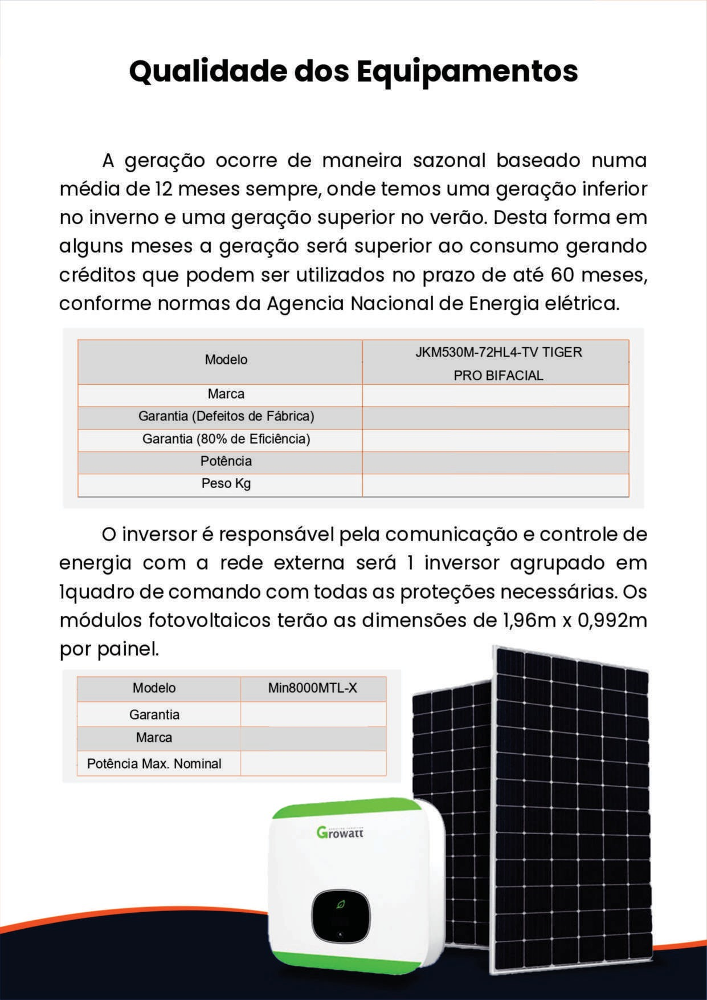 Qualidade dos Equipamentos
A geração ocorre de maneira sazonal baseado numa
média de 12 meses sempre, onde temos uma geração inferior
no inverno e uma geração superior no verão. Desta forma em
alguns meses a geração será superior ao consumo gerando
créditos que podem ser utilizados no prazo de até 60 meses,
conforme normas da Agencia Nacional de Energia elétrica.
Modelo
JKM530M-72HL4-TV TIGER
PRO BIFACIAL
Marca
Garantia (Defeitos de Fábrica)
Garantia (80% de Eficiência)
Potência
Peso Kg
O inversor é responsável pela comunicação e controle de
energia com a rede externa será 1 inversor agrupado em
1quadro de comando com todas as proteções necessárias. Os
módulos fotovoltaicos terão as dimensões de 1,96m x 0,992m
por painel.
Modelo Min8000MTL-X
Garantia
Marca
Potência Max. Nominal
Growatt